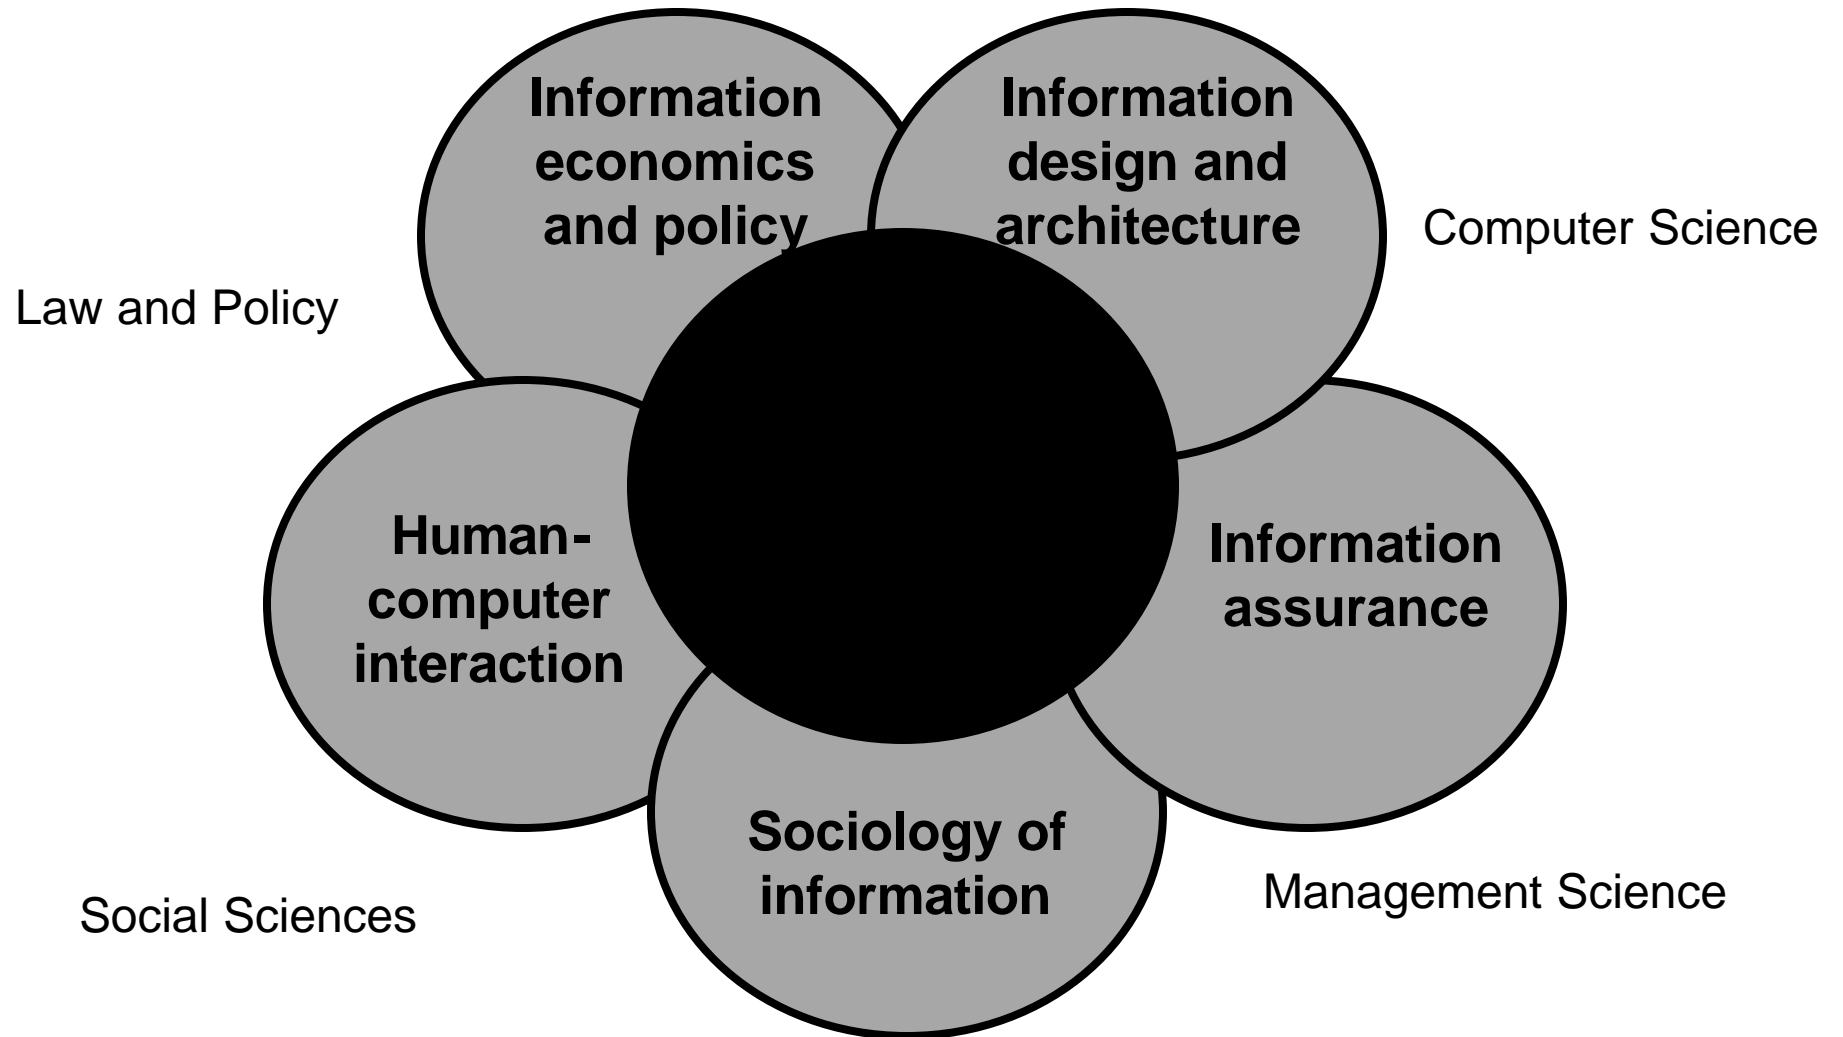 Information
economics
and policy
Information
design and
architecture
Computer Science
Law and Policy
Human-
computer
interaction
Information
assurance
Sociology of
information
Management Science
Social Sciences